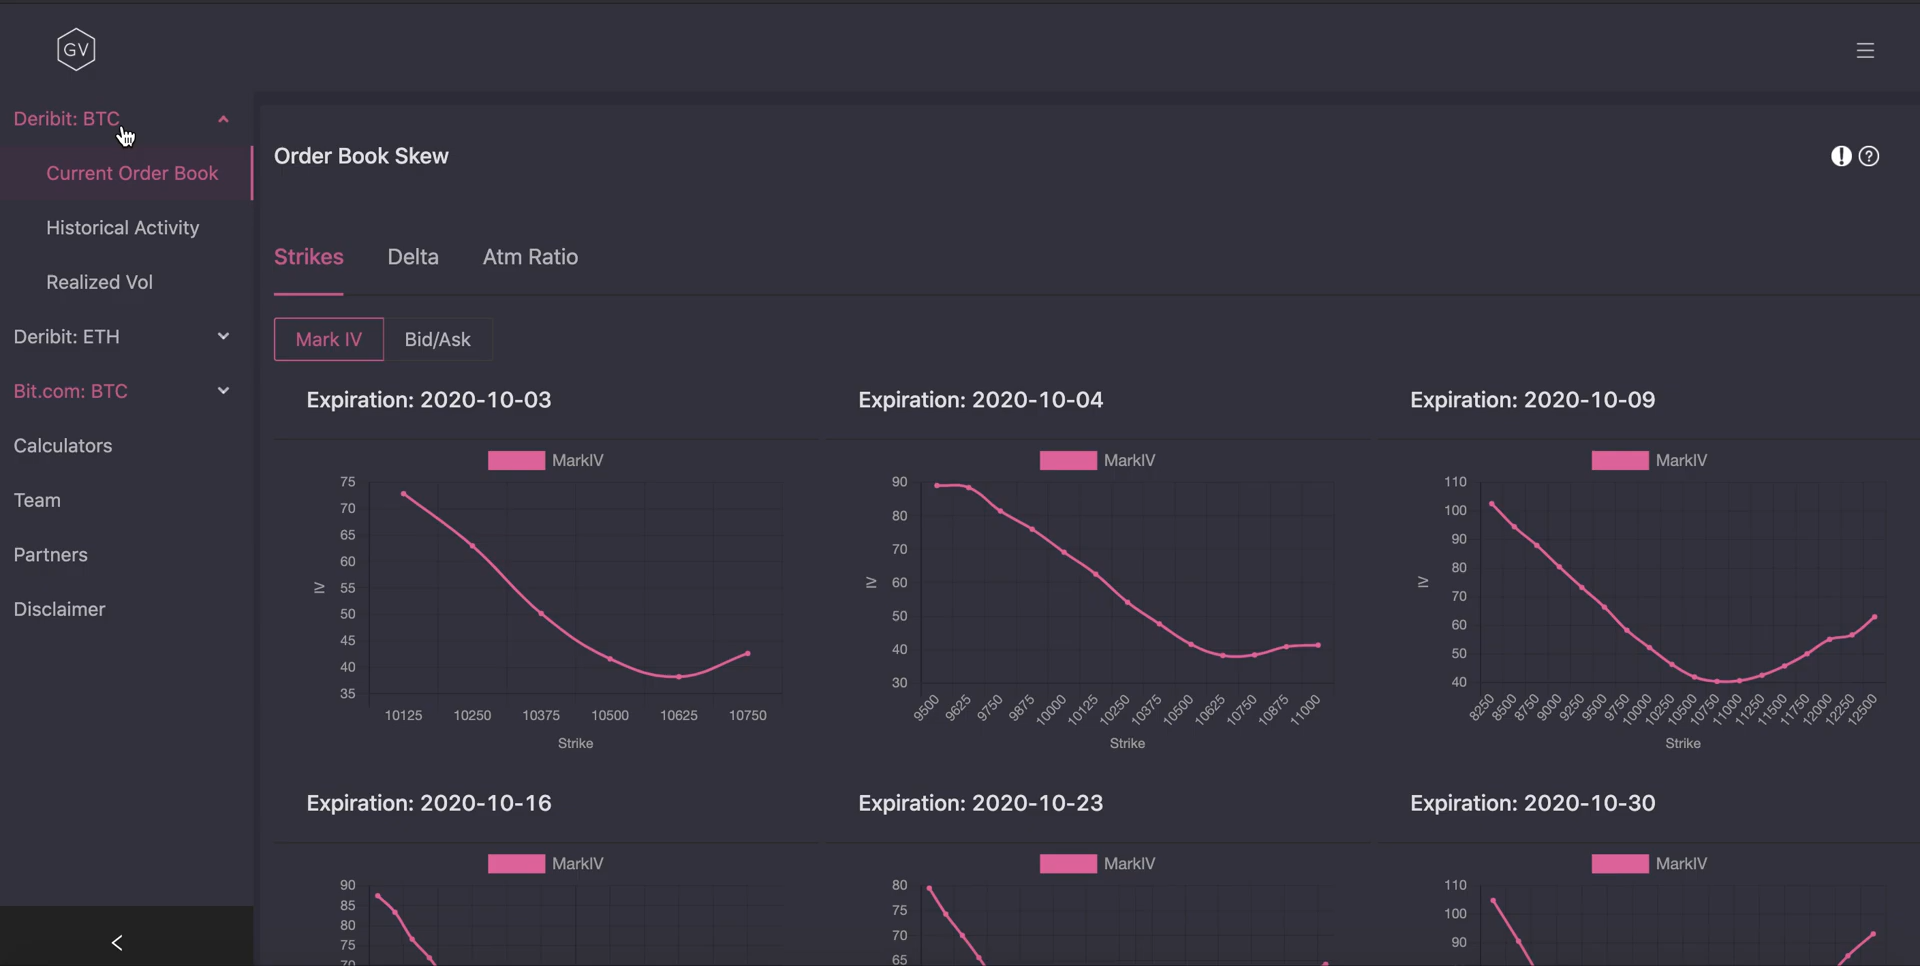 GV
Deribit: BTC
Current Order Book
Historical Activity
Realized Vol
Deribit: ETH
Bit.com: BTC
Calculators
Team
Partners
Disclaimer
Order Book Skew
Strikes Delta Atm Ratio
Mark IV Bid/Ask
Expiration: 2020-10-03
MarkIV
75
70
65
60
55
50
45
40
35
IV
10125 10250 10375 10500 10625 10750
Strike
Expiration: 2020-10-04
MarkIV
90
80
70
60
50
40
30
IV
9500 9625 9750 9875 10000 10125 10250 10375 10500 10625 10750 10875 11000
Strike
Expiration: 2020-10-09
MarkIV
110
100
90
80
70
60
50
40
IV
8250 8500 8750 9000 9250 9500 9750 10000 10250 10500 10750 11000 11250 11500 11750 12000 12250 12500
Strike
Expiration: 2020-10-16
MarkIV
90
85
80
75
70
Expiration: 2020-10-23
MarkIV
80
75
70
65
Expiration: 2020-10-30
MarkIV
110
100
90